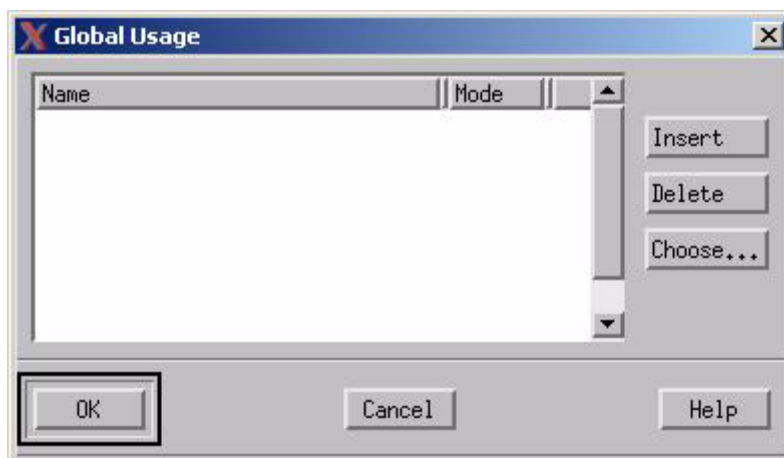 Global Usage
Name Mode
Insert
Delete
Choose...
OK Cancel Help